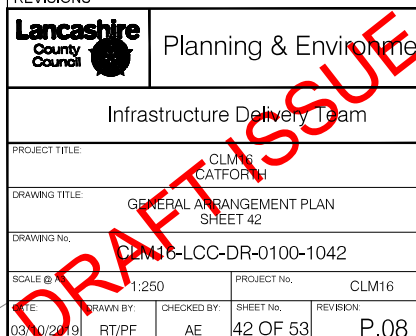 REVISIONS
Lancashire
County
Council
Planning & Environme
Infrastructure Delivery Team
PROJECT TITLE:
CLM16
CATFORTH
DRAWING TITLE:
GENERAL ARRANGEMENT PLAN
SHEET 42
DRAWING No.
CLM16-LCC-DR-0100-1042
SCALE @ A3
1:250
PROJECT No.
CLM16
DATE:
03/10/2019
DRAWN BY:
RT/PF
CHECKED BY:
AE
SHEET No.
42 OF 53
REVISION:
P.08
DRAFT ISSUE